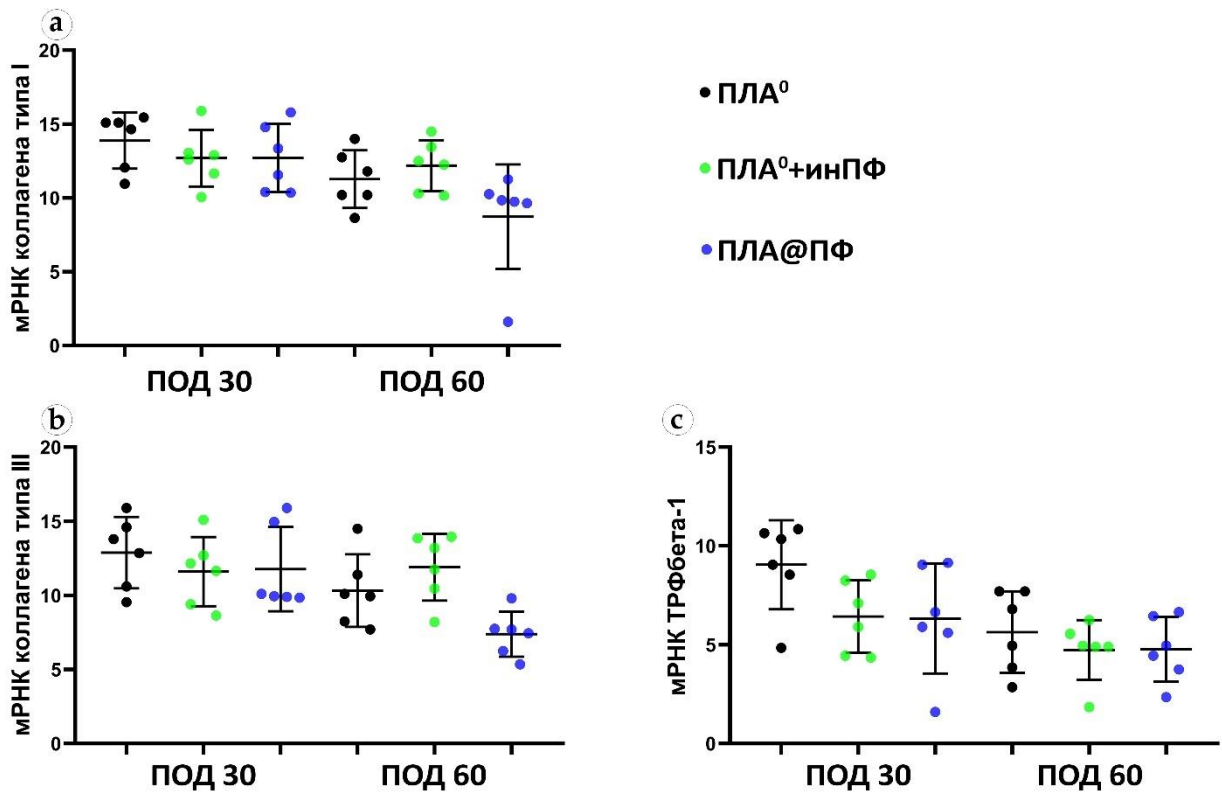 a
мРНК коллагена типа I
20
15
10
5
0
ПОД 30 ПОД 60
ПЛА⁰
ПЛА⁰+инПФ
ПЛА@ПФ
b
мРНК коллагена типа III
20
15
10
5
0
ПОД 30 ПОД 60
c
мРНК ТРФбета-1
15
10
5
0
ПОД 30 ПОД 60